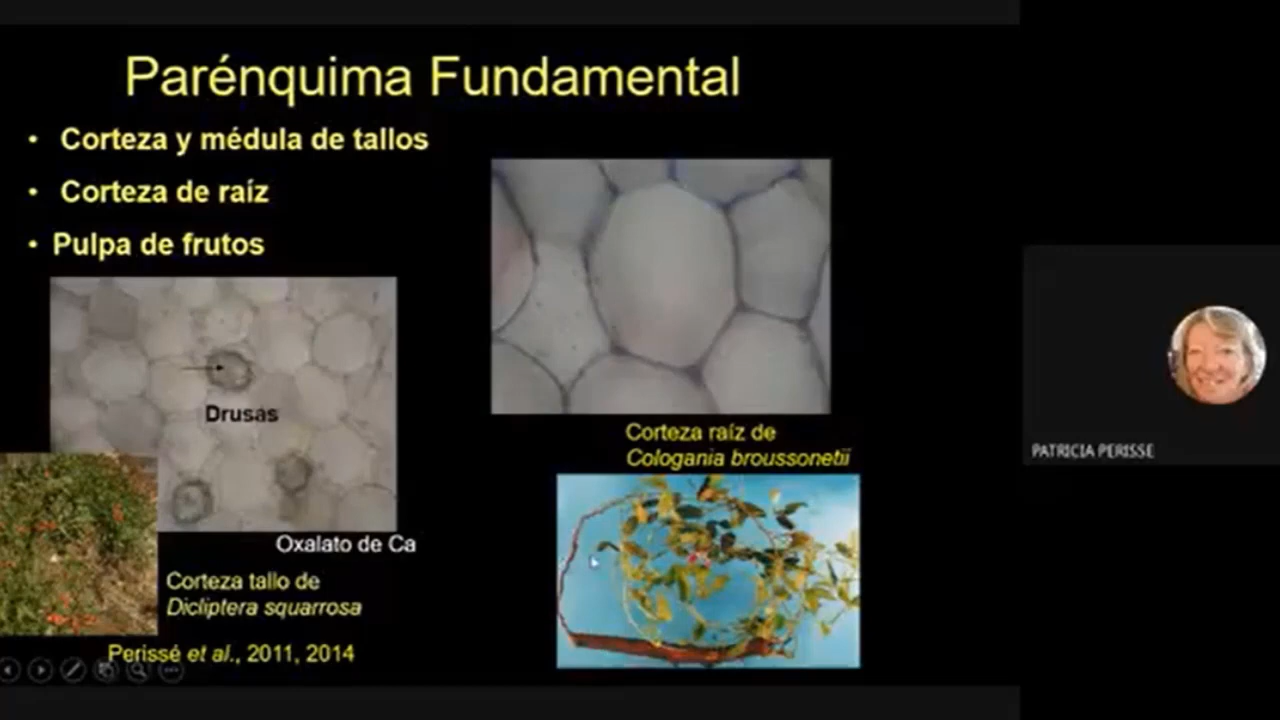 Parénquima Fundamental
• Corteza y médula de tallos
• Corteza de raíz
• Pulpa de frutos
Drusas
Oxalato de Ca
Corteza tallo de
Dicliptera squarrosa
Perissé et al., 2011, 2014
Corteza raíz de
Cologania broussonetii
PATRICIA PERISSE